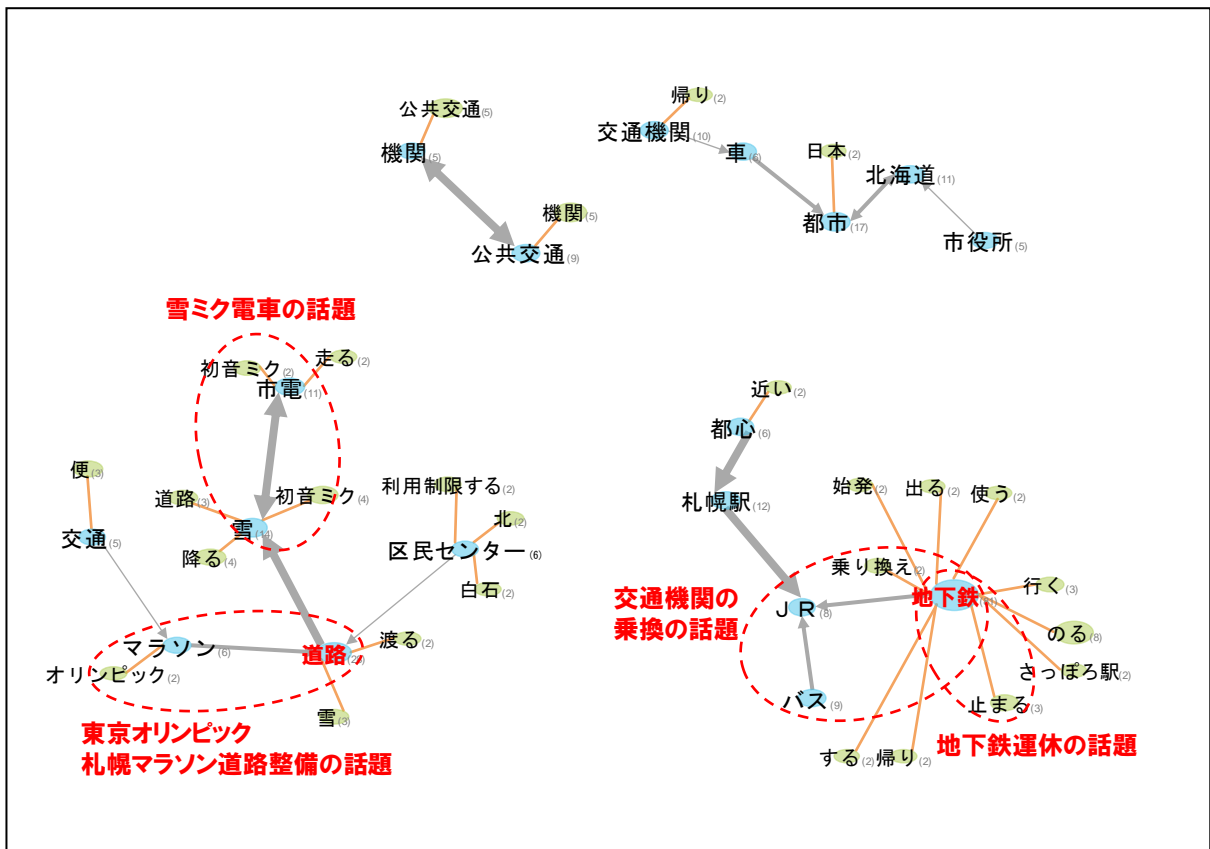 帰り(2)
公共交通(5)
交通機関(10)
機関(5)
車(6)
日本(2)
北海道(11)
機関(5)
都市(17)
市役所(5)
公共交通(9)
雪ミク電車の話題
初音ミク(2)
走る(2)
市電(11)
近い(2)
都心(6)
便(3)
利用制限する(2)
始発(2)
出る(2)
使う(2)
道路(3)
初音ミク(4)
札幌駅(12)
北(2)
交通(5)
雪(14)
区民センター(6)
降る(4)
乗り換え(2)
白石(2)
行く(3)
交通機関の
乗換の話題
JR(8)
地下鉄
のる(8)
マラソン(6)
道路
渡る(2)
オリンピック(2)
さっぽろ駅(2)
バス(9)
止まる(3)
雪(3)
東京オリンピック
札幌マラソン道路整備の話題
地下鉄運休の話題
する(2)
帰り(2)